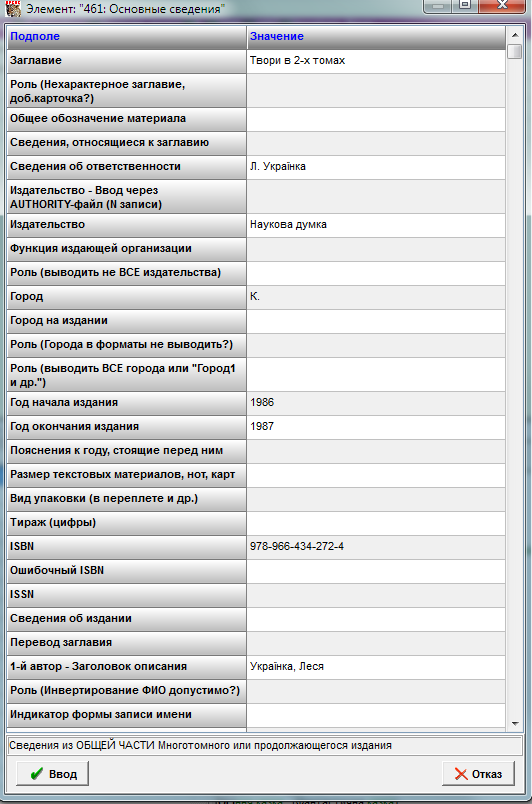 Элемент: "461: Основные сведения"
Подполе Значение
Заглавие Твори в 2-х томах
Роль (Нехарактерное заглавие,
доб.карточка?)
Общее обозначение материала
Сведения, относящиеся к заглавию
Сведения об ответственности Л. Українка
Издательство - Ввод через
AUTHORITY-файл (N записи)
Издательство Наукова думка
Функция издающей организации
Роль (выводить не ВСЕ издательства)
Город К.
Город на издании
Роль (Города в форматы не выводить?)
Роль (выводить ВСЕ города или "Город1
и др.")
Год начала издания 1986
Год окончания издания 1987
Пояснения к году, стоящие перед ним
Размер текстовых материалов, нот, карт
Вид упаковки (в переплете и др.)
Тираж (цифры)
ISBN 978-966-434-272-4
Ошибочный ISBN
ISSN
Сведения об издании
Перевод заглавия
1-й автор - Заголовок описания Українка, Леся
Роль (Инвертирование ФИО допустимо?)
Индикатор формы записи имени
Сведения из ОБЩЕЙ ЧАСТИ Многотомного или продолжающегося издания
Ввод Отказ